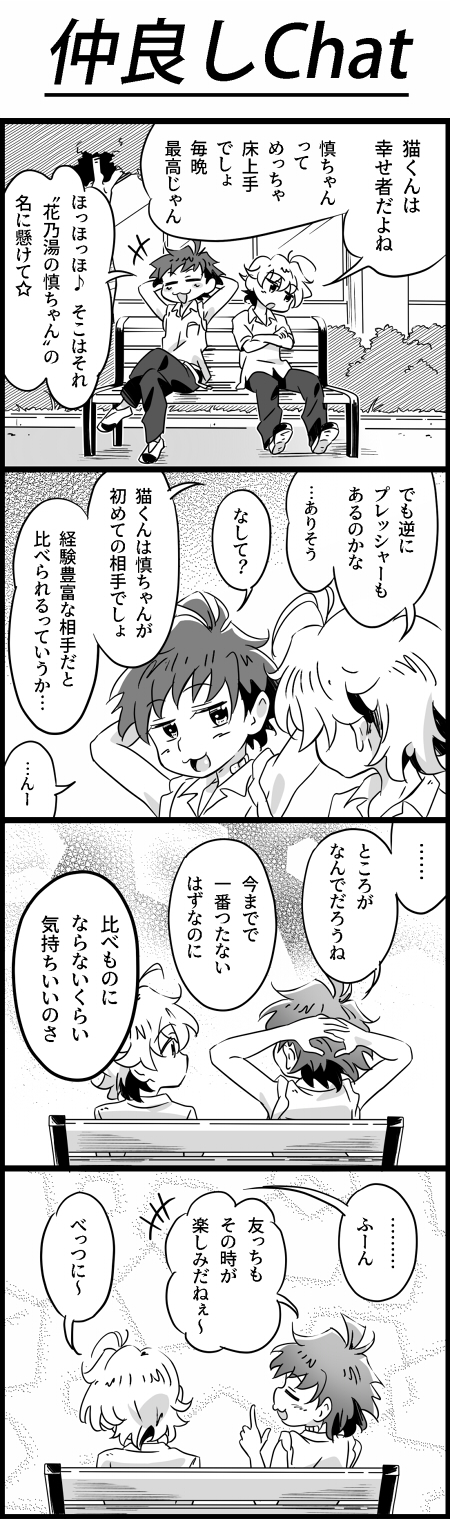 仲良しChat
猫くんは
幸せ者だよね
慎ちゃん
って
めっちゃ
床上手
でしょ
毎晩
最高じゃん
ほっほっほ♪ そこはそれ
“花乃湯の慎ちゃん”の
名に懸けて☆
でも逆に
プレッシャーも
あるのかな
…ありそう
なして？
猫くんは慎ちゃんが
初めての相手でしょ
経験豊富な相手だと
比べられるっていうか…
…んー
……
ところが
なんでだろうね
今までで
一番つたない
はずなのに
比べものに
ならないくらい
気持ちいいのさ
………
ふーん
友っちも
その時が
楽しみだねぇ～
べっつに～